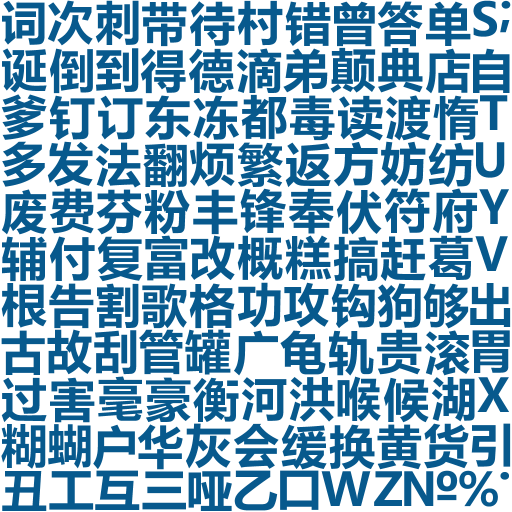 词次刺带待村错曾答单S;
诞倒到得德滴弟颠典店自
爹钉订东冻都毒读渡惰T
多发法翻烦繁返方妨纺U
废费芬粉丰锋奉伏符府Y
辅付复富改概糕搞赶葛V
根告割歌格功攻钩狗够出
古故刮管罐广龟轨贵滚胃
过害毫豪衡河洪喉候湖X
糊蝴户华灰会缓换黄货引
丑工互三哑乙口WZNº%·